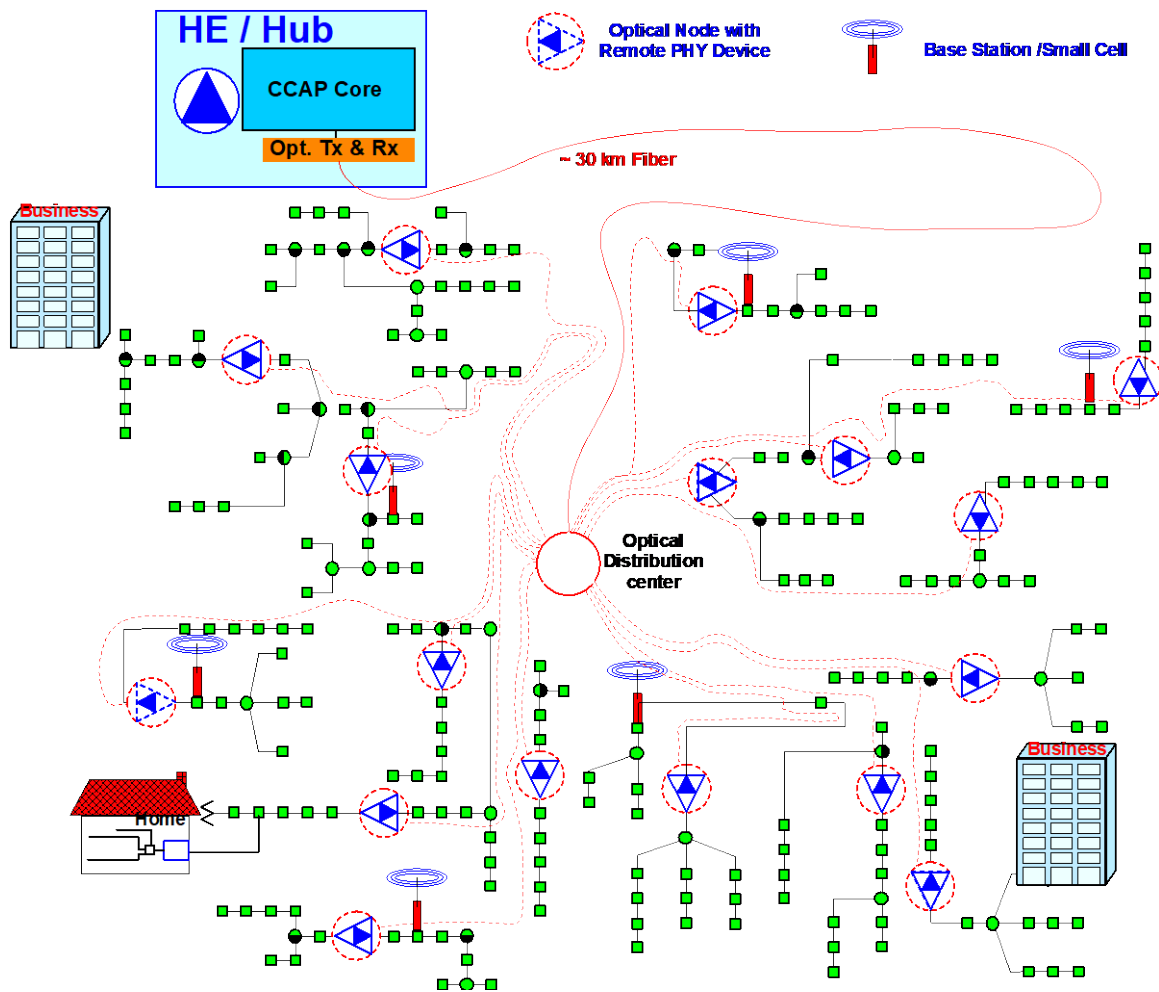 HE / Hub
CCAP Core
Opt. Tx & Rx
Optical Node with
Remote PHY Device
Base Station /Small Cell
~ 30 km Fiber
Business
Optical
Distribution
center
Home
Business